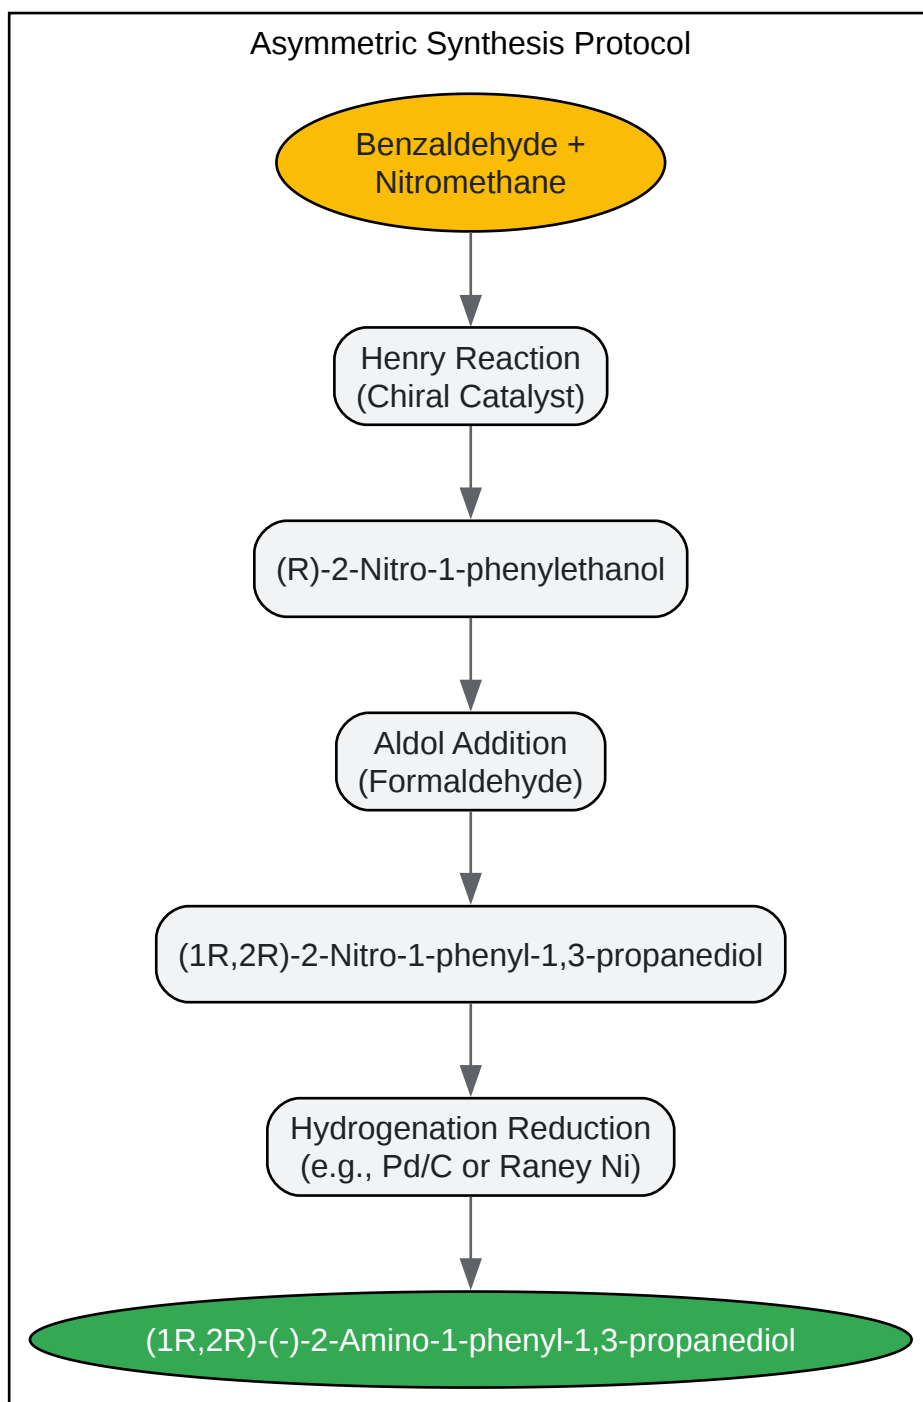 Asymmetric Synthesis Protocol
Benzaldehyde +
Nitromethane
Henry Reaction
(Chiral Catalyst)
(R)-2-Nitro-1-phenylethanol
Aldol Addition
(Formaldehyde)
(1R,2R)-2-Nitro-1-phenyl-1,3-propanediol
Hydrogenation Reduction
(e.g., Pd/C or Raney Ni)
(1R,2R)-(-)-2-Amino-1-phenyl-1,3-propanediol